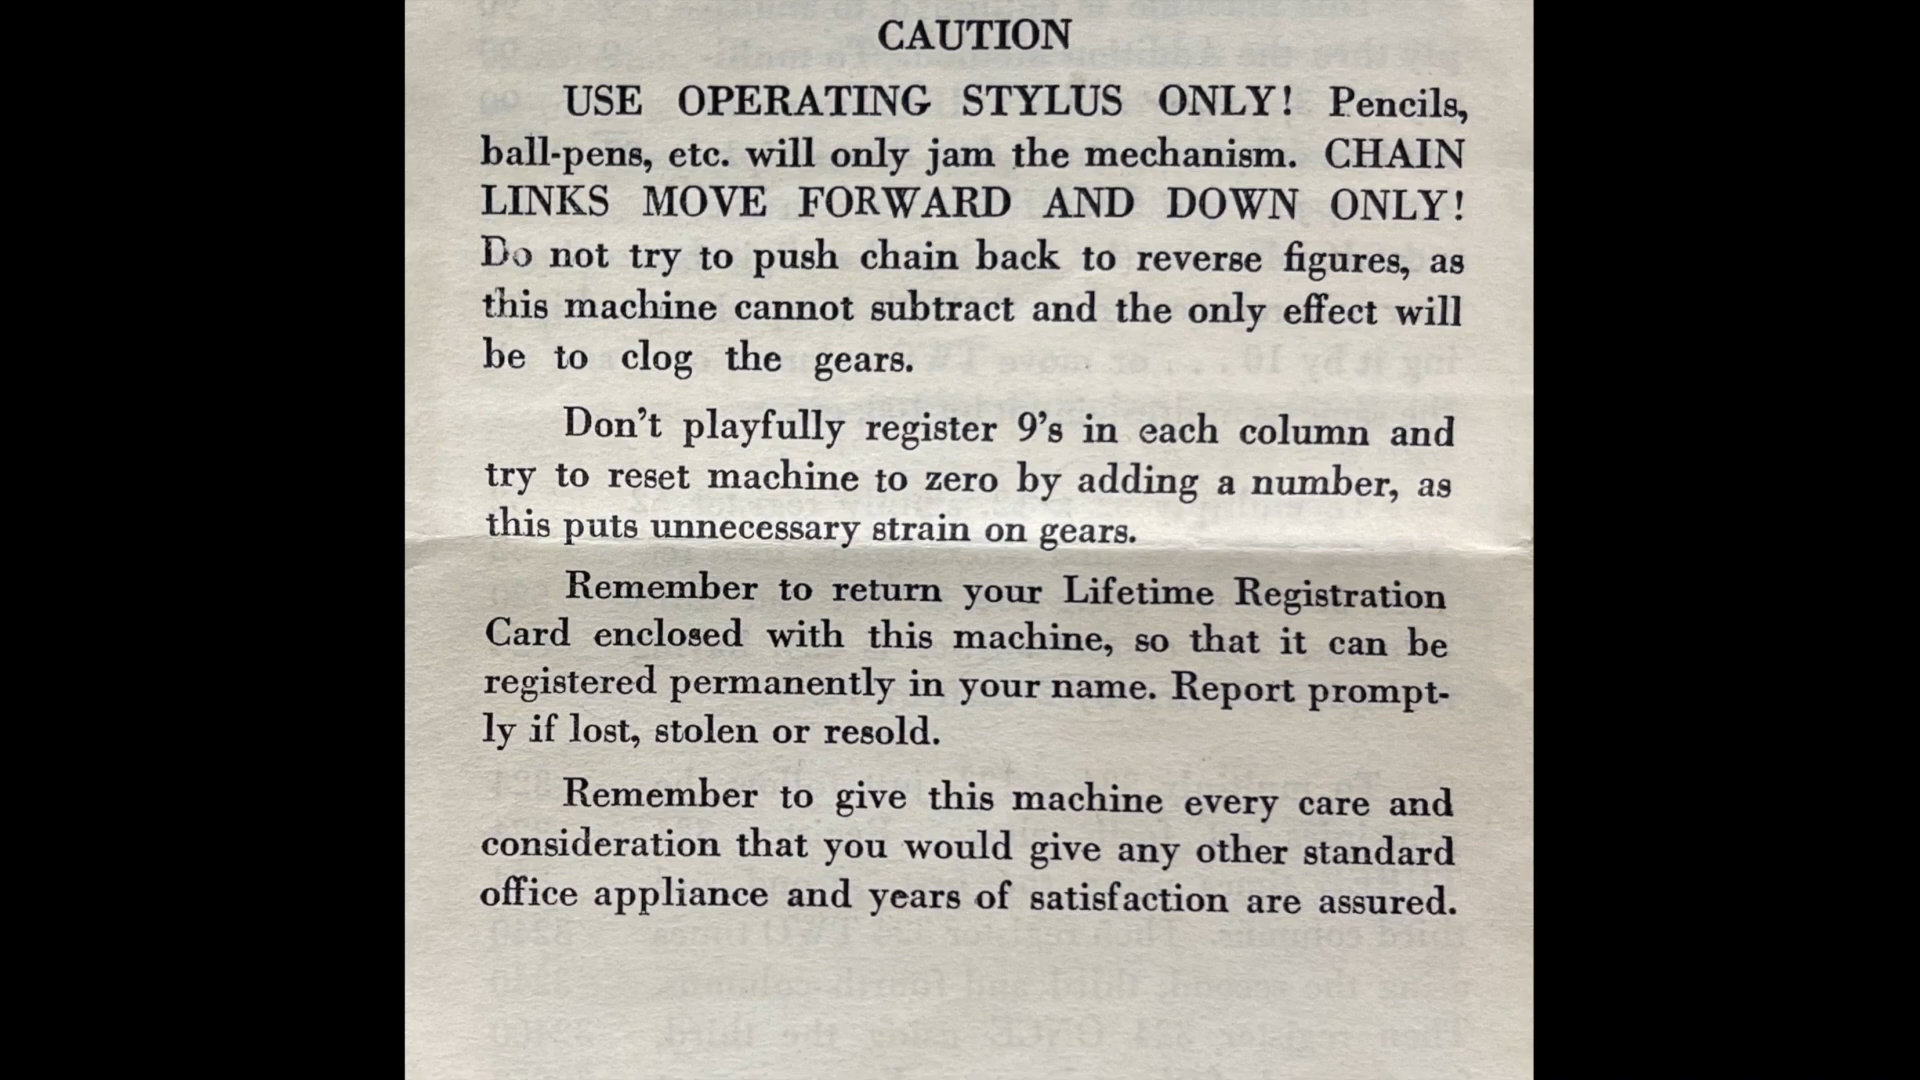 CAUTION
USE OPERATING STYLUS ONLY! Pencils,
ball-pens, etc. will only jam the mechanism. CHAIN
LINKS MOVE FORWARD AND DOWN ONLY!
Do not try to push chain back to reverse figures, as
this machine cannot subtract and the only effect will
be to clog the gears.
Don't playfully register 9's in each column and
try to reset machine to zero by adding a number, as
this puts unnecessary strain on gears.
Remember to return your Lifetime Registration
Card enclosed with this machine, so that it can be
registered permanently in your name. Report prompt-
ly if lost, stolen or resold.
Remember to give this machine every care and
consideration that you would give any other standard
office appliance and years of satisfaction are assured.